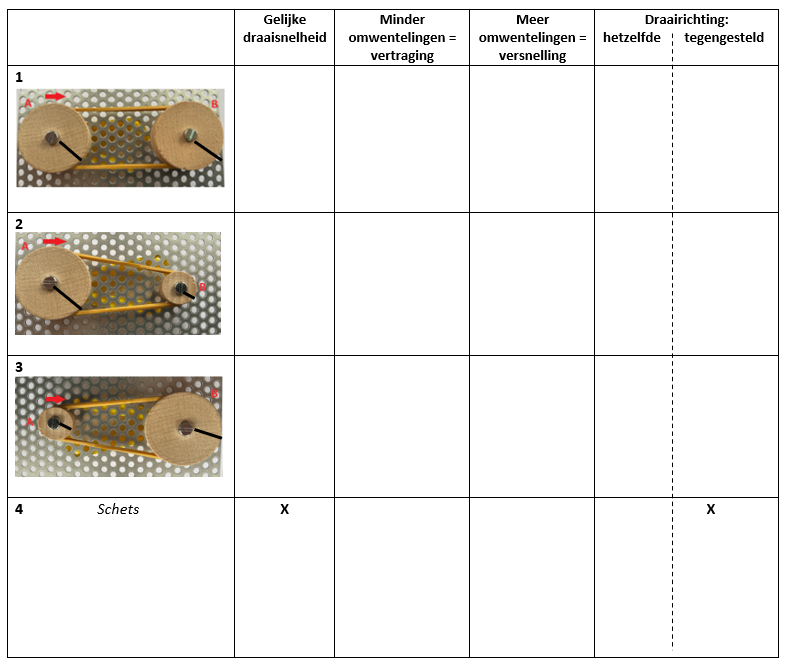 Gelijke
draaisnelheid
Minder
omwentelingen =
vertraging
Meer
omwentelingen =
versnelling
Draairichting:
hetzelfde
tegengesteld
1
A
B
2
A
B
3
A
B
4 Schets X X